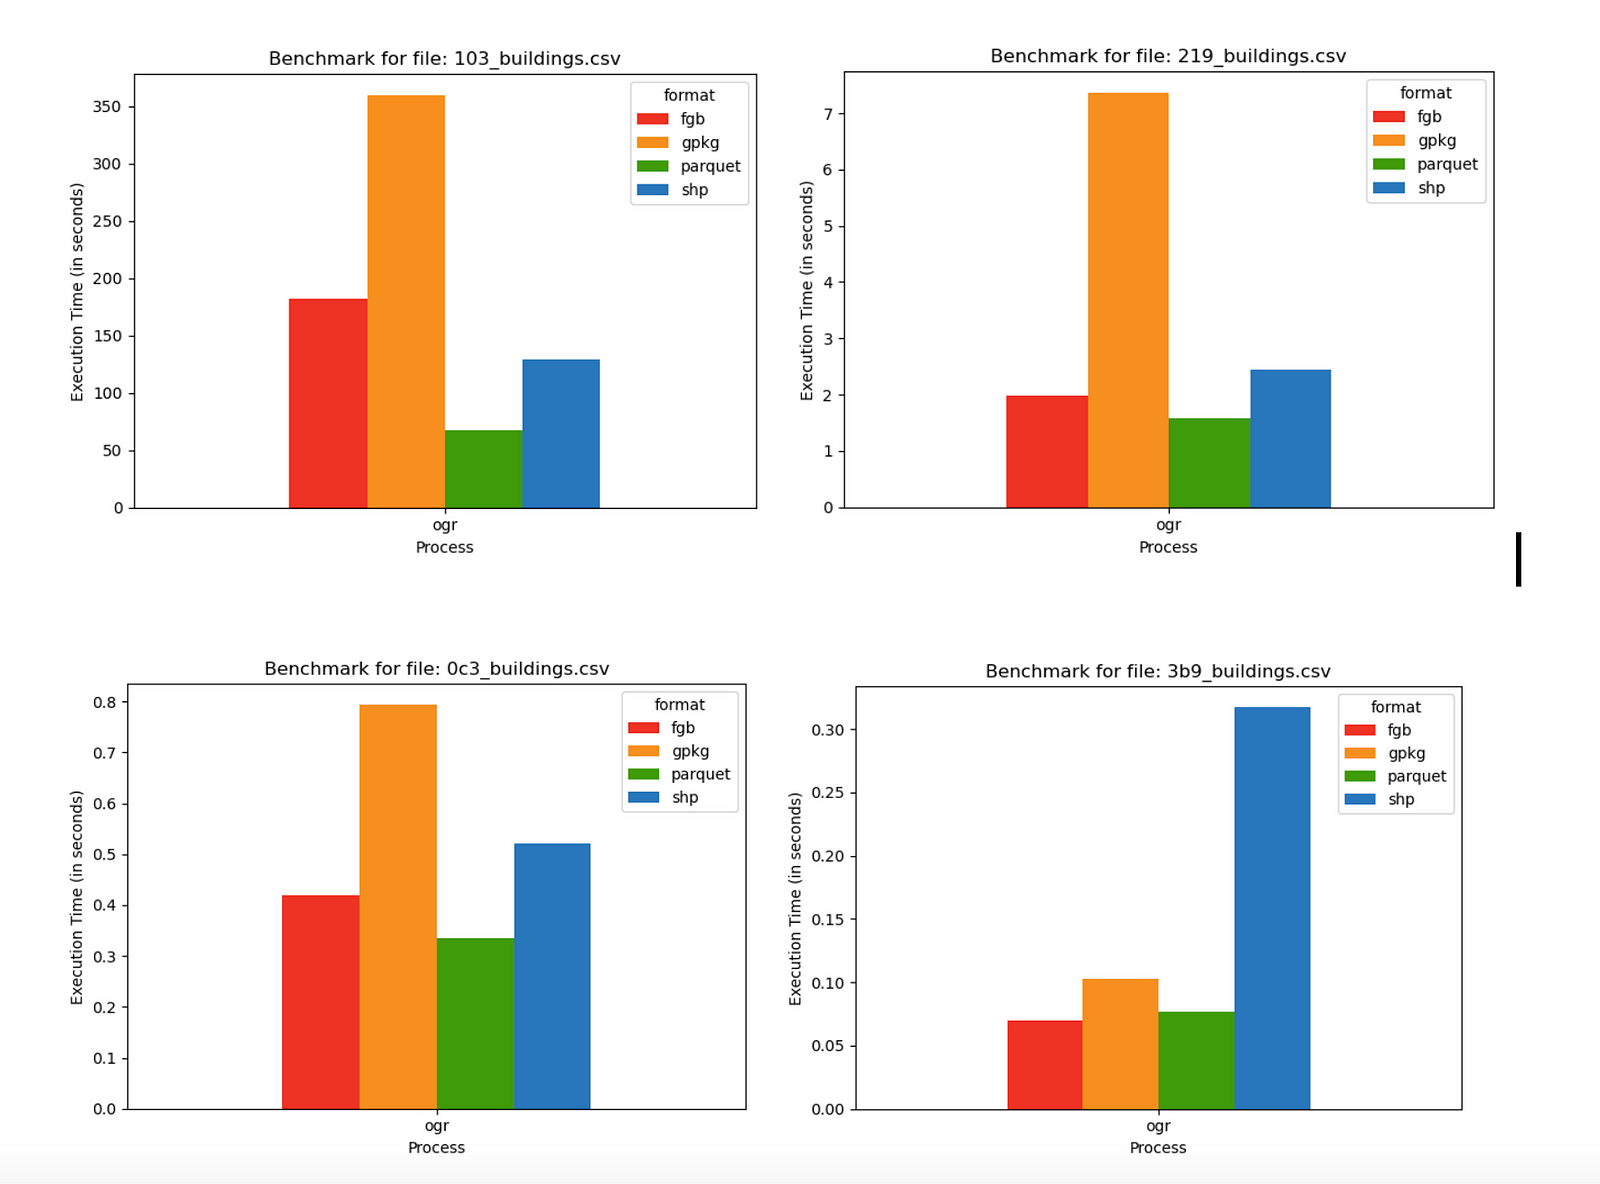 Benchmark for file: 103_buildings.csv
Execution Time (in seconds)
350
300
250
200
150
100
50
0
format
fgb
gpkg
parquet
shp
ogr
Process
Benchmark for file: 219_buildings.csv
Execution Time (in seconds)
7
6
5
4
3
2
1
0
format
fgb
gpkg
parquet
shp
ogr
Process
Benchmark for file: 0c3_buildings.csv
Execution Time (in seconds)
0.8
0.7
0.6
0.5
0.4
0.3
0.2
0.1
0.0
format
fgb
gpkg
parquet
shp
ogr
Process
Benchmark for file: 3b9_buildings.csv
Execution Time (in seconds)
0.30
0.25
0.20
0.15
0.10
0.05
0.00
format
fgb
gpkg
parquet
shp
ogr
Process